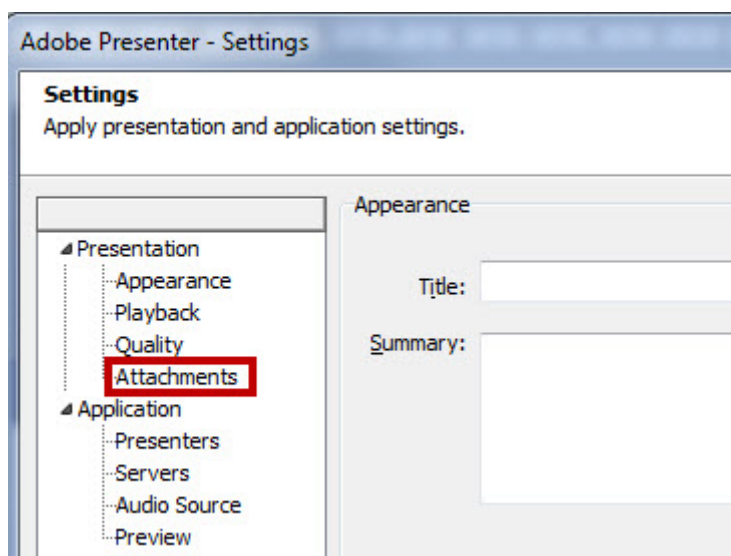 Adobe Presenter - Settings
Settings
Apply presentation and application settings.
Presentation
Appearance
Playback
Quality
Attachments
Application
Presenters
Servers
Audio Source
Preview
Appearance
Title:
Summary: